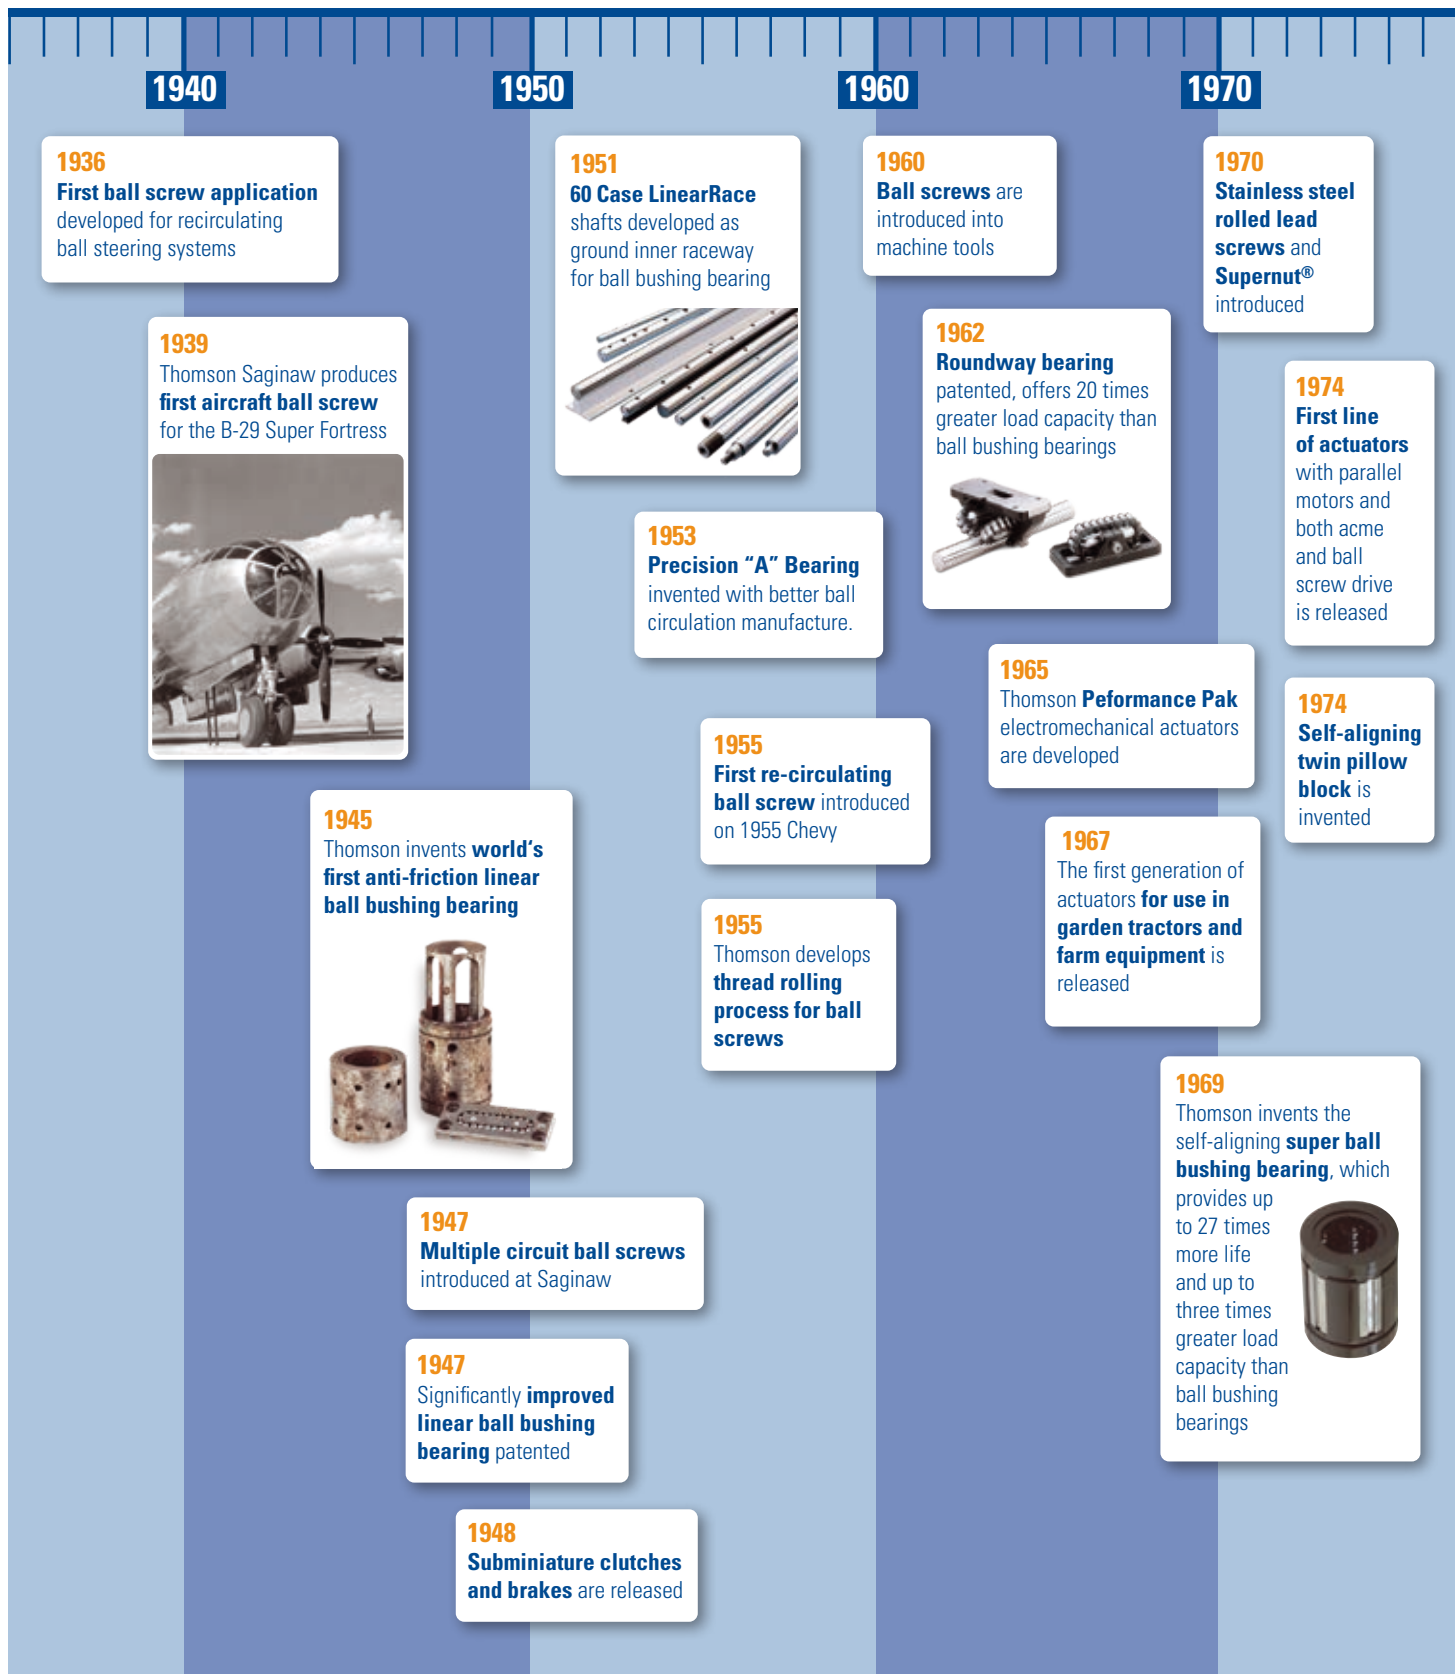 1940
1950
1960
1970
1936
First ball screw application
developed for recirculating
ball steering systems
1939
Thomson Saginaw produces
first aircraft ball screw
for the B-29 Super Fortress
1945
Thomson invents world‘s
first anti-friction linear
ball bushing bearing
1947
Multiple circuit ball screws
introduced at Saginaw
1947
Significantly improved
linear ball bushing
bearing patented
1948
Subminiature clutches
and brakes are released
1951
60 Case LinearRace
shafts developed as
ground inner raceway
for ball bushing bearing
1953
Precision “A” Bearing
invented with better ball
circulation manufacture.
1955
First re-circulating
ball screw introduced
on 1955 Chevy
1955
Thomson develops
thread rolling
process for ball
screws
1960
Ball screws are
introduced into
machine tools
1962
Roundway bearing
patented, offers 20 times
greater load capacity than
ball bushing bearings
1965
Thomson Peformance Pak
electromechanical actuators
are developed
1967
The first generation of
actuators for use in
garden tractors and
farm equipment is
released
1969
Thomson invents the
self-aligning super ball
bushing bearing, which
provides up
to 27 times
more life
and up to
three times
greater load
capacity than
ball bushing
bearings
1970
Stainless steel
rolled lead
screws and
Supernut®
introduced
1974
First line
of actuators
with parallel
motors and
both acme
and ball
screw drive
is released
1974
Self-aligning
twin pillow
block is
invented